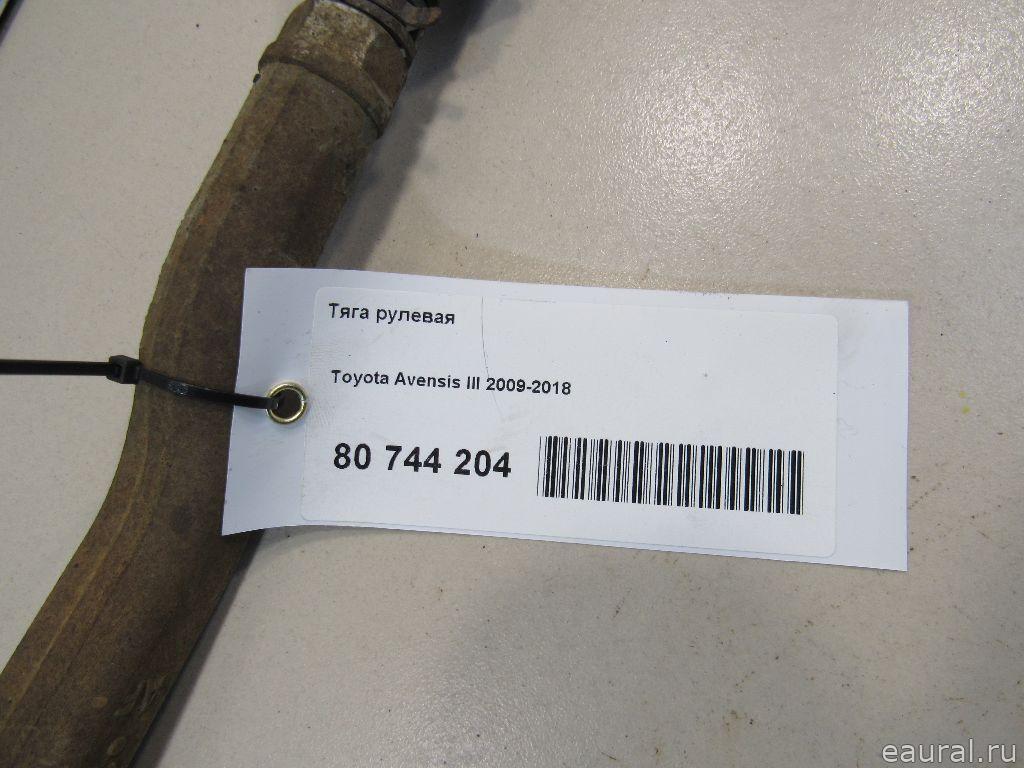 Тяга рулевая
Toyota Avensis III 2009-2018
80 744 204
eaural.ru